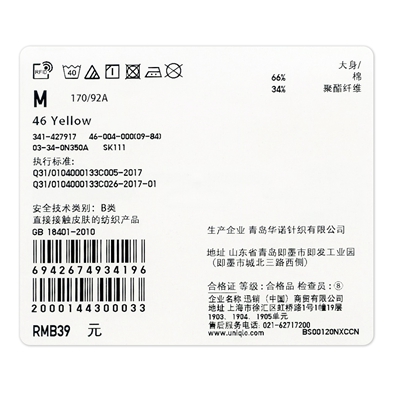 RFID 40
大身/
棉
66%
34% 聚酯纤维
M 170/92A
46 Yellow
341-427917 46-004-000(09-84)
03-34-0N350A SK111
执行标准:
Q31/0104000133C005-2017
Q31/0104000133C026-2017-01
安全技术类别: B类
直接接触皮肤的纺织产品
GB 18401-2010
6942674934196
2000144300033
RMB39 元
生产企业 青岛华诺针织有限公司
地址 山东省青岛即墨市即发工业园
(即墨市城北三路西侧)
合格证 等级: 合格品 检查员: ⑧
企业名称 迅销(中国)商贸有限公司
地址 上海市徐汇区虹桥路1号1幢19层
1903、1904、1905单元
售后服务电话: 021-62717200
www.uniqlo.com BS00120NXCCN